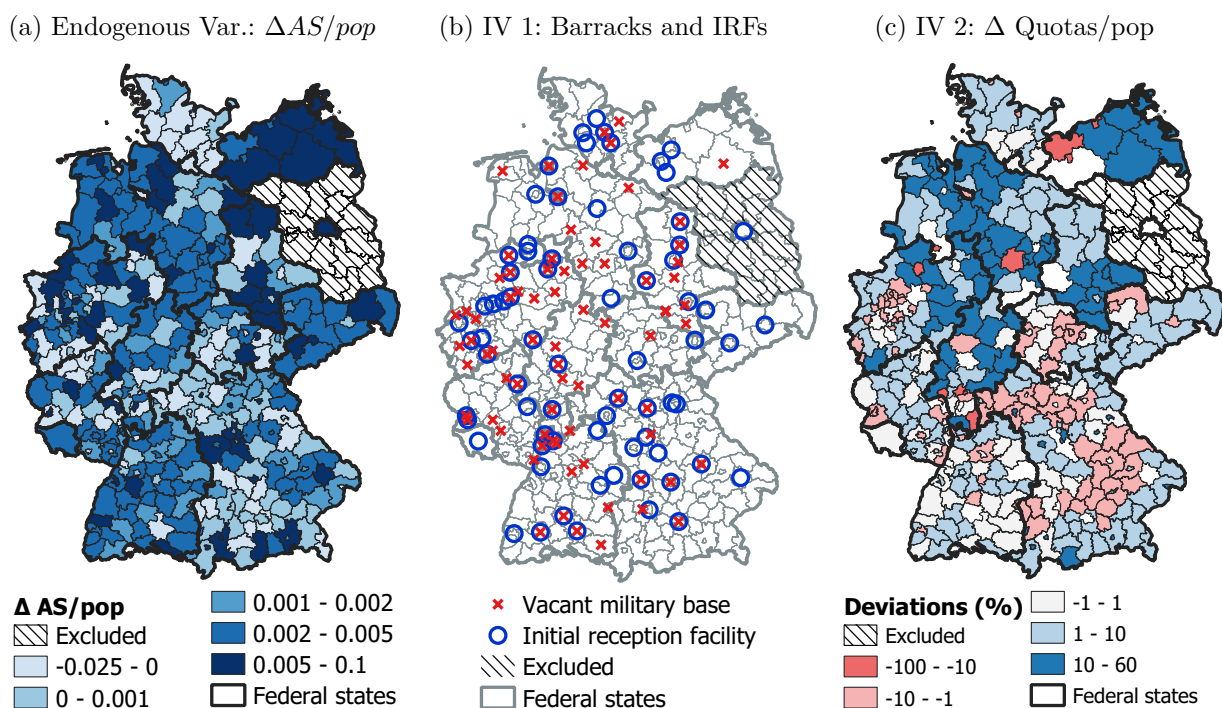 (a) Endogenous Var.: ΔAS/pop
(b) IV 1: Barracks and IRFs
(c) IV 2: Δ Quotas/pop
Δ AS/pop
Excluded
-0.025 - 0
0 - 0.001
0.001 - 0.002
0.002 - 0.005
0.005 - 0.1
Federal states
Vacant military base
Initial reception facility
Excluded
Federal states
Deviations (%)
Excluded
-100 - -10
-10 - -1
-1 - 1
1 - 10
10 - 60
Federal states